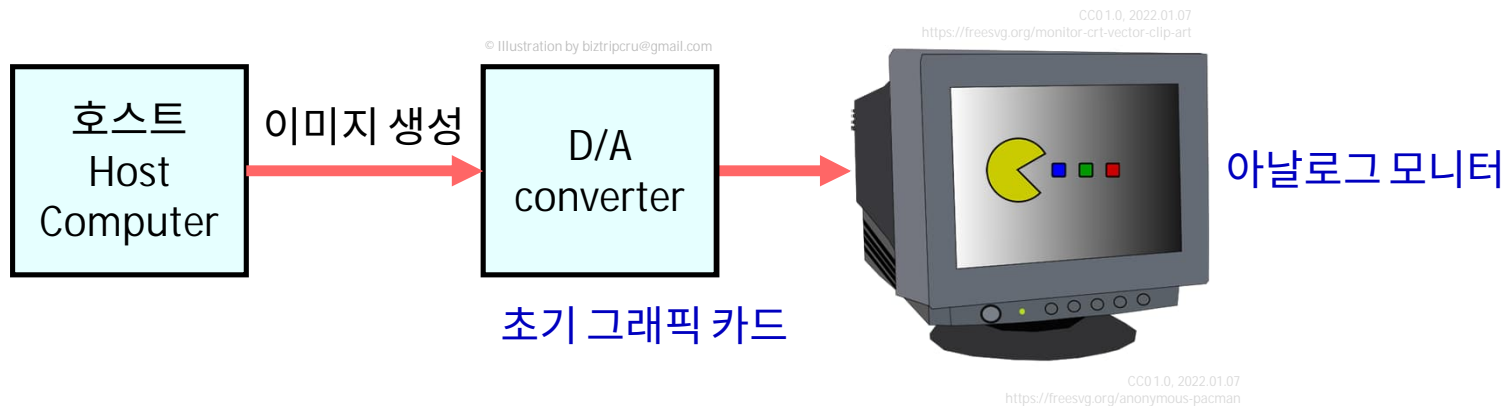 CC0 1.0, 2022.01.07
https://freesvg.org/monitor-crt-vector-clip-art
© Illustration by biztripcru@gmail.com
호스트
Host
Computer
이미지 생성
D/A
converter
아날로그 모니터
초기 그래픽 카드
CC0 1.0, 2022.01.07
https://freesvg.org/anonymous-pacman